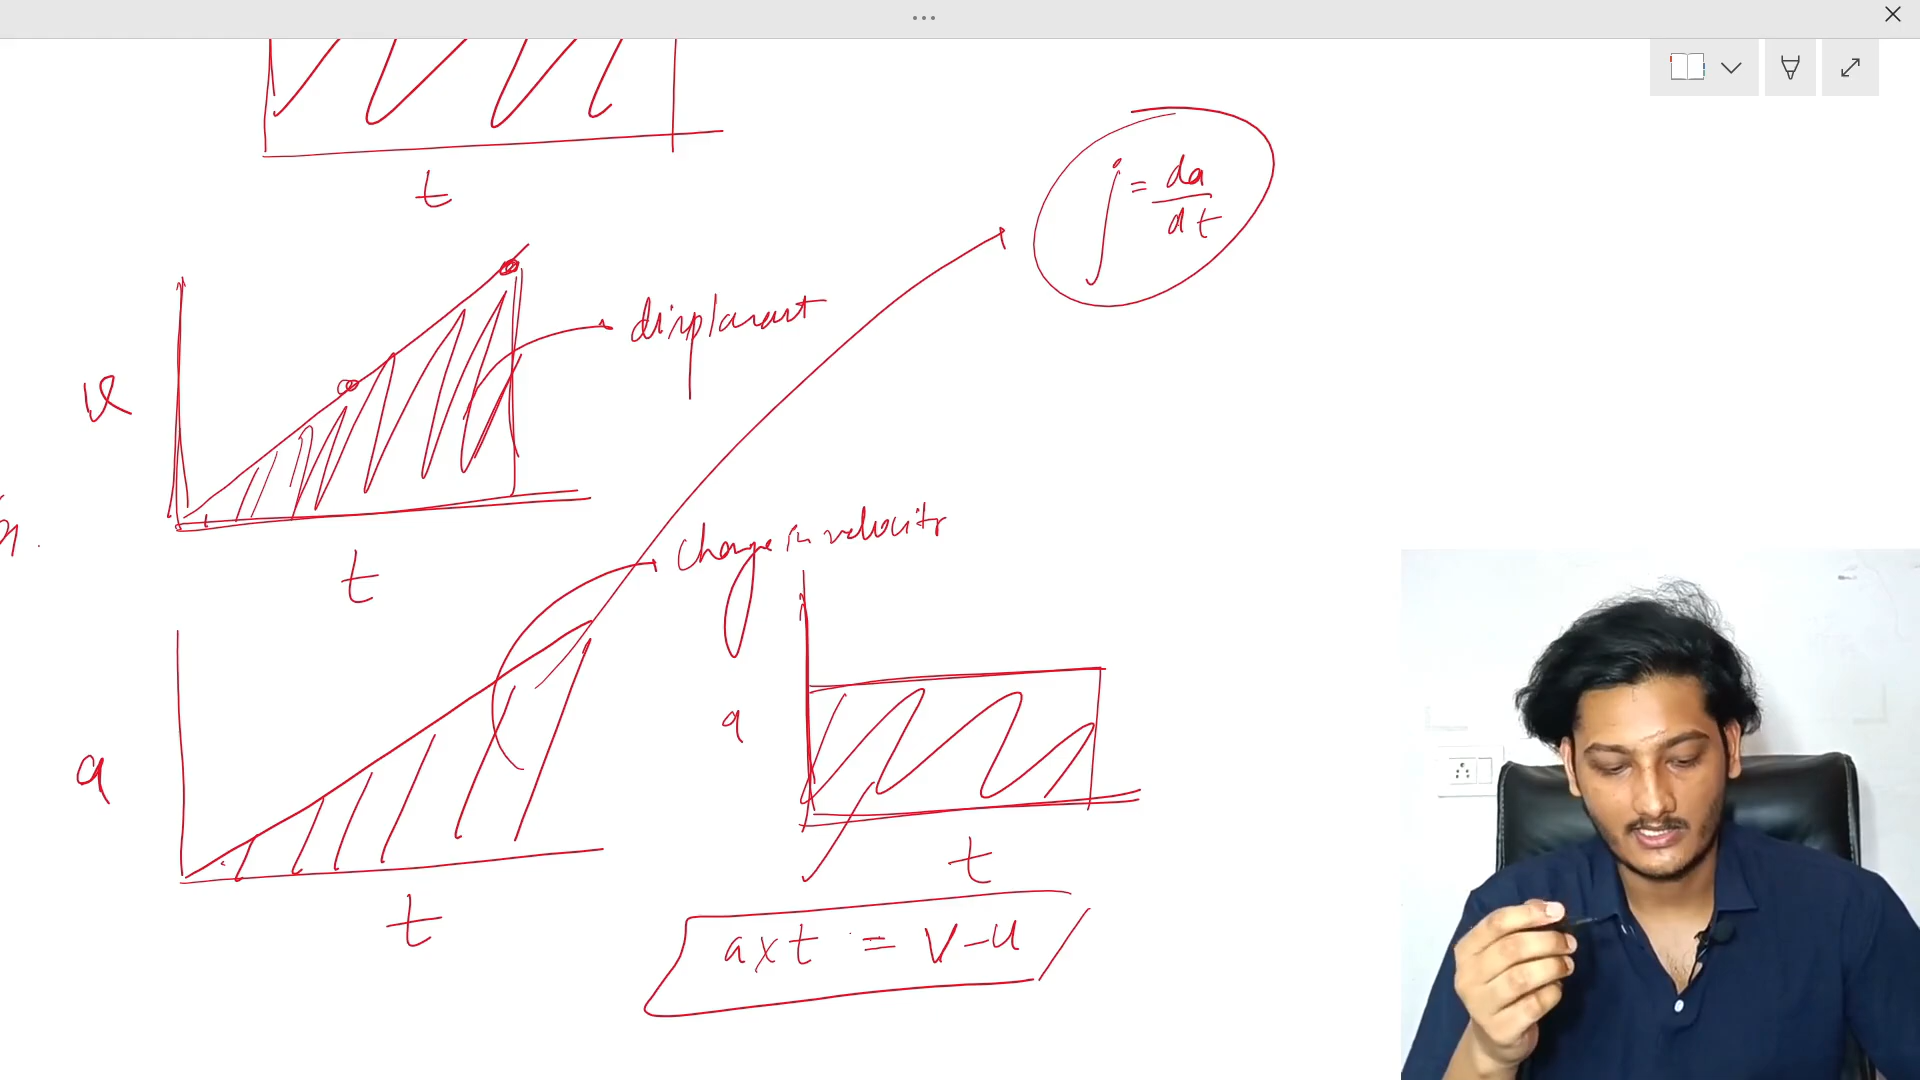 t
j = da/dt
v
displacement
t
change in velocity
a
a
t
t
a x t = v - u